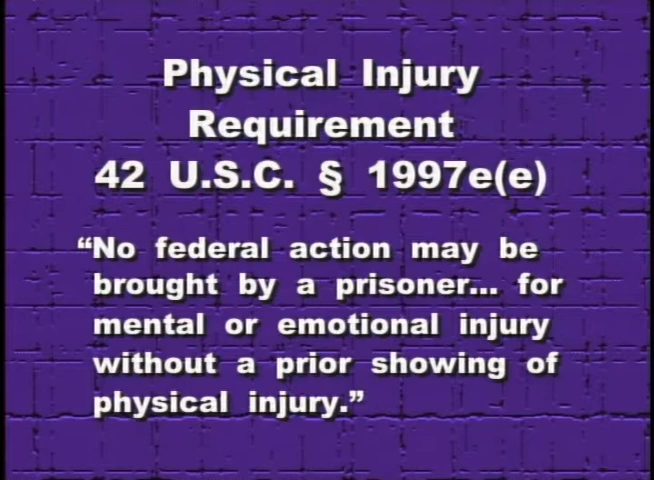 Physical Injury
Requirement
42 U.S.C. § 1997e(e)
“No federal action may be
brought by a prisoner... for
mental or emotional injury
without a prior showing of
physical injury.”